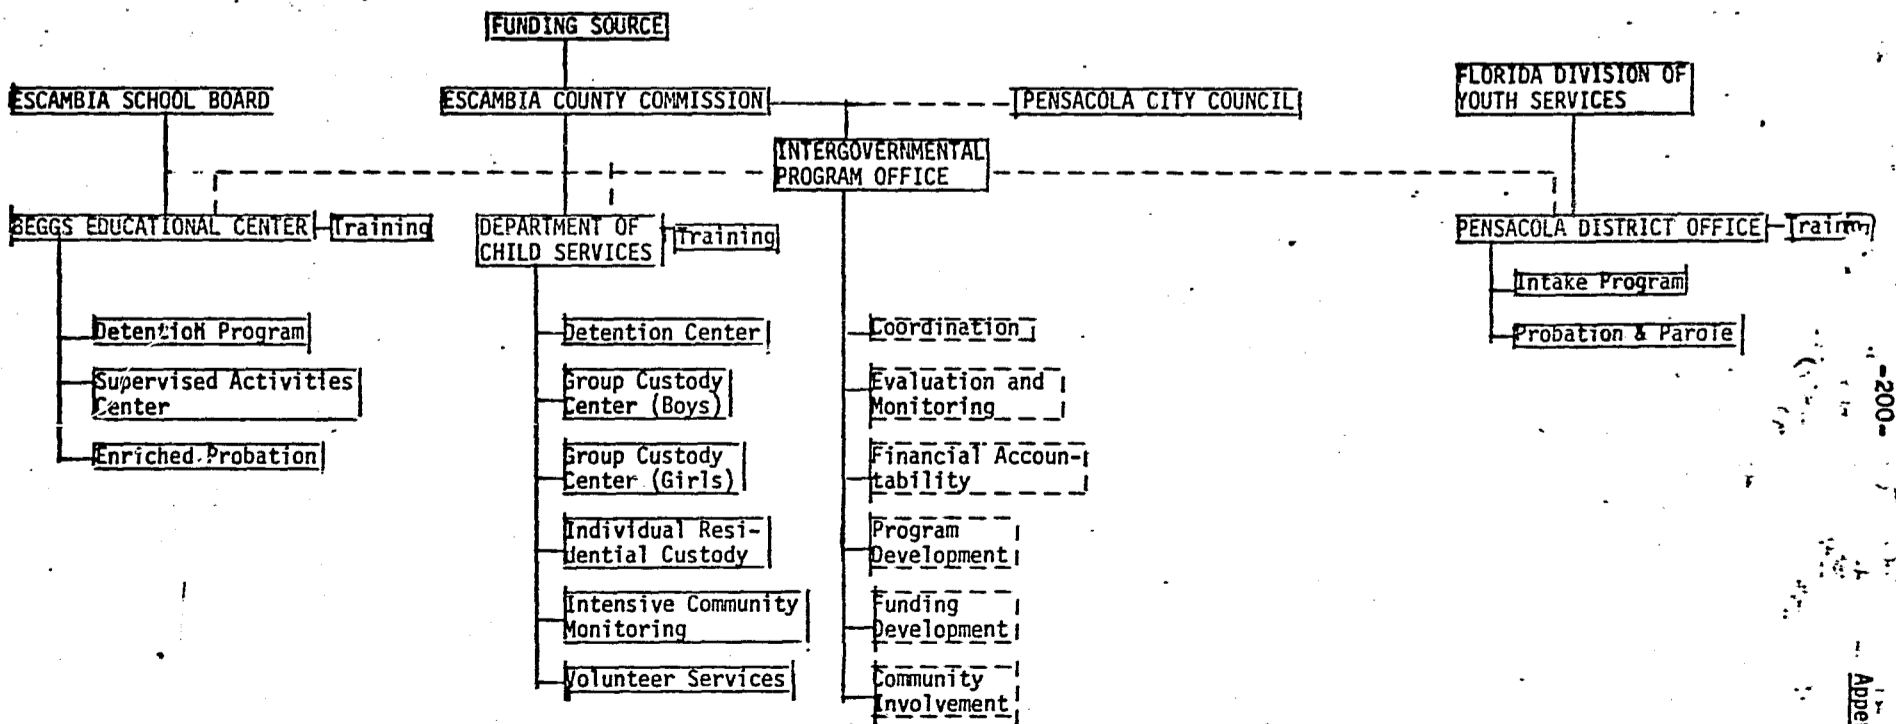 FUNDING SOURCE
ESCAMBIA SCHOOL BOARD
ESCAMBIA COUNTY COMMISSION
PENSACOLA CITY COUNCIL
FLORIDA DIVISION OF
YOUTH SERVICES
INTERGOVERNMENTAL
PROGRAM OFFICE
BEGGS EDUCATIONAL CENTER
Training
DEPARTMENT OF
CHILD SERVICES
Training
PENSACOLA DISTRICT OFFICE
Detention Program
Supervised Activities
Center
Enriched Probation
Detention Center
Group Custody
Center (Boys)
Group Custody
Center (Girls)
Individual Resi-
dential Custody
Intensive Community
Monitoring
Volunteer Services
Coordination
Evaluation and
Monitoring
Financial Accoun-
tability
Program
Development
Funding
Development
Community
Involvement
Intake Program
Probation & Parole
-200-